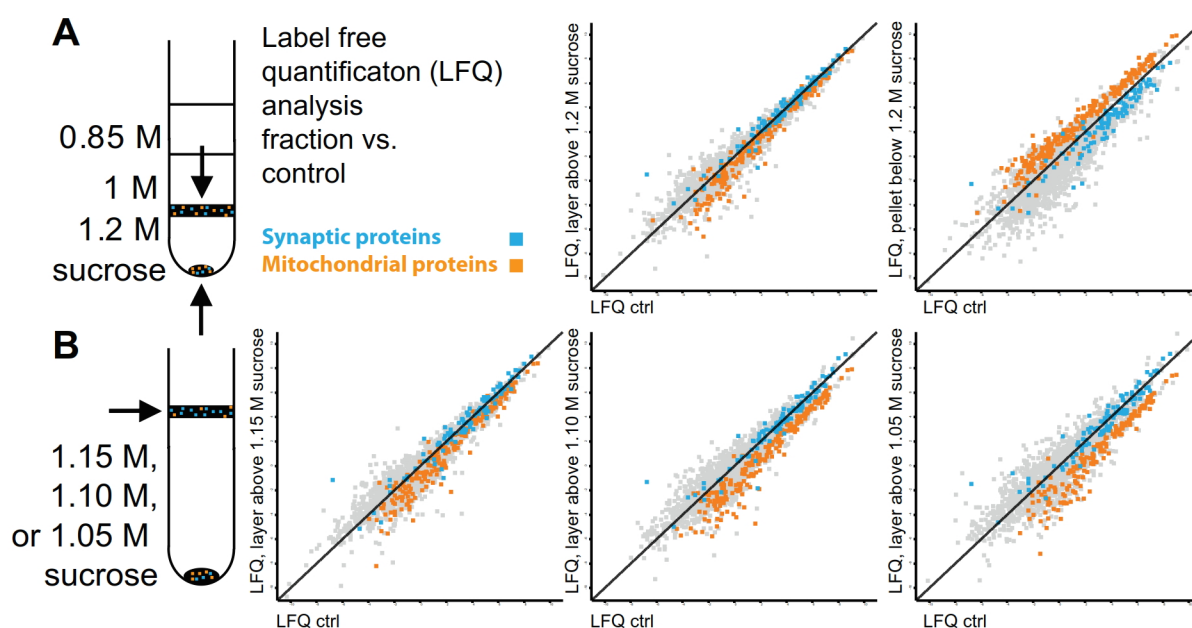 A
Label free
quantificaton (LFQ)
analysis
fraction vs.
control
0.85 M
1 M
1.2 M
sucrose
Synaptic proteins
Mitochondrial proteins
LFQ, layer above 1.2 M sucrose
LFQ ctrl
LFQ, pellet below 1.2 M sucrose
LFQ ctrl
B
1.15 M,
1.10 M,
or 1.05 M
sucrose
LFQ, layer above 1.15 M sucrose
LFQ ctrl
LFQ, layer above 1.10 M sucrose
LFQ ctrl
LFQ, layer above 1.05 M sucrose
LFQ ctrl